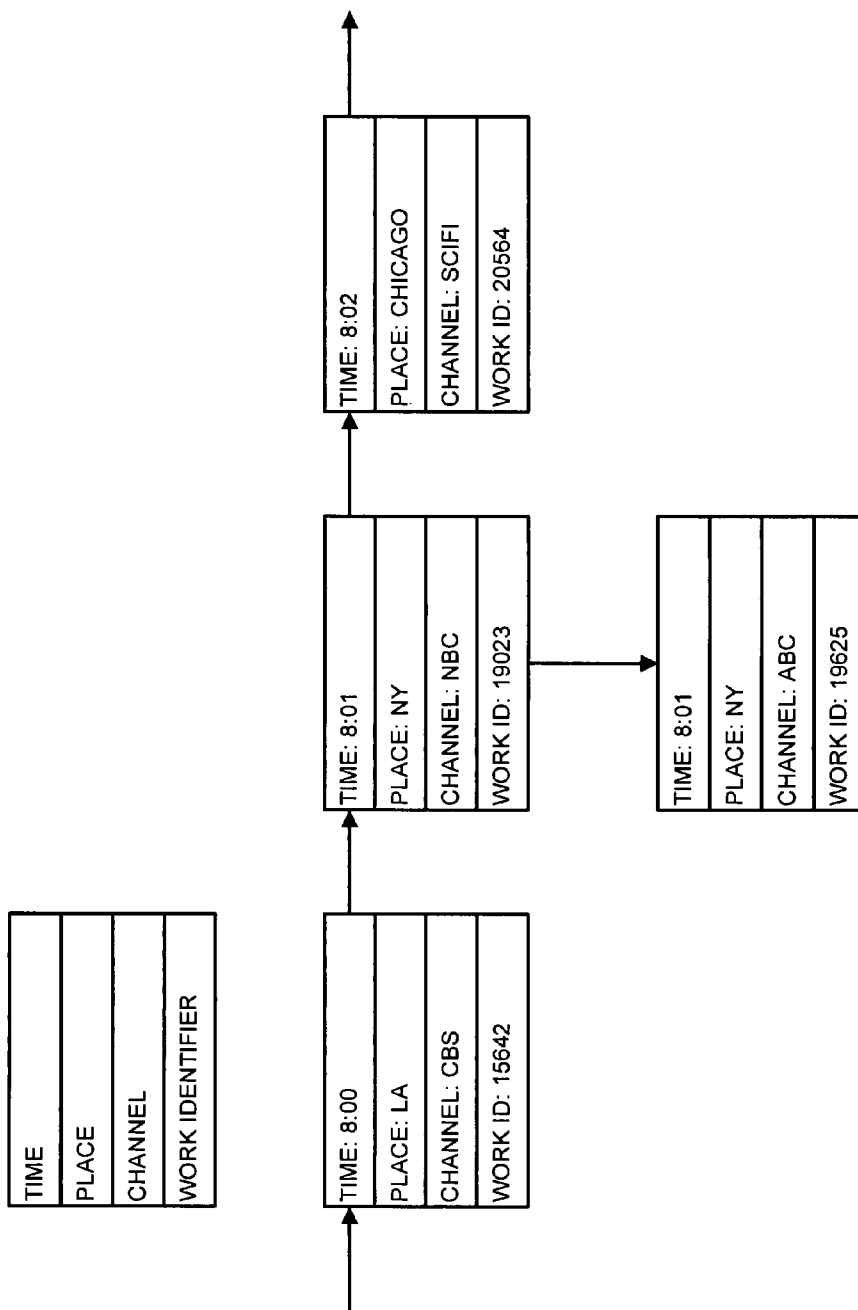 TIME
PLACE
CHANNEL
WORK IDENTIFIER
TIME: 8:00
PLACE: LA
CHANNEL: CBS
WORK ID: 15642
TIME: 8:01
PLACE: NY
CHANNEL: NBC
WORK ID: 19023
TIME: 8:02
PLACE: CHICAGO
CHANNEL: SCIFI
WORK ID: 20564
TIME: 8:01
PLACE: NY
CHANNEL: ABC
WORK ID: 19625